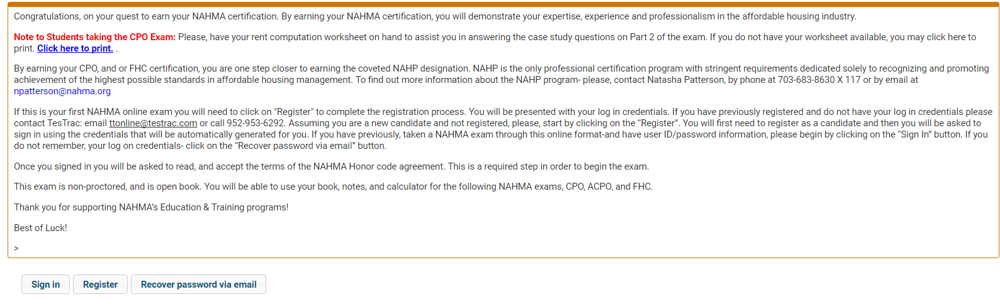 Congratulations, on your quest to earn your NAHMA certification. By earning your NAHMA certification, you will demonstrate your expertise, experience and professionalism in the affordable housing industry.
Note to Students taking the CPO Exam: Please, have your rent computation worksheet on hand to assist you in answering the case study questions on Part 2 of the exam. If you do not have your worksheet available, you may click here to
print. Click here to print. .
By earning your CPO, and or FHC certification, you are one step closer to earning the coveted NAHP designation. NAHP is the only professional certification program with stringent requirements dedicated solely to recognizing and promoting
achievement of the highest possible standards in affordable housing management. To find out more information about the NAHP program- please, contact Natasha Patterson, by phone at 703-683-8630 X 117 or by email at
npatterson@nahma.org
If this is your first NAHMA online exam you will need to click on "Register" to complete the registration process. You will be presented with your log in credentials. If you have previously registered and do not have your log in credentials please
contact TesTrac: email ttonline@testrac.com or call 952-953-6292. Assuming you are a new candidate and not registered, please, start by clicking on the “Register”. You will first need to register as a candidate and then you will be asked to
sign in using the credentials that will be automatically generated for you. If you have previously, taken a NAHMA exam through this online format-and have user ID/password information, please begin by clicking on the “Sign In” button. If you
do not remember, your log on credentials- click on the “Recover password via email” button.
Once you signed in you will be asked to read, and accept the terms of the NAHMA Honor code agreement. This is a required step in order to begin the exam.
This exam is non-proctored, and is open book. You will be able to use your book, notes, and calculator for the following NAHMA exams, CPO, ACPO, and FHC.
Thank you for supporting NAHMA’s Education & Training programs!
Best of Luck!
>
Sign in Register Recover password via email